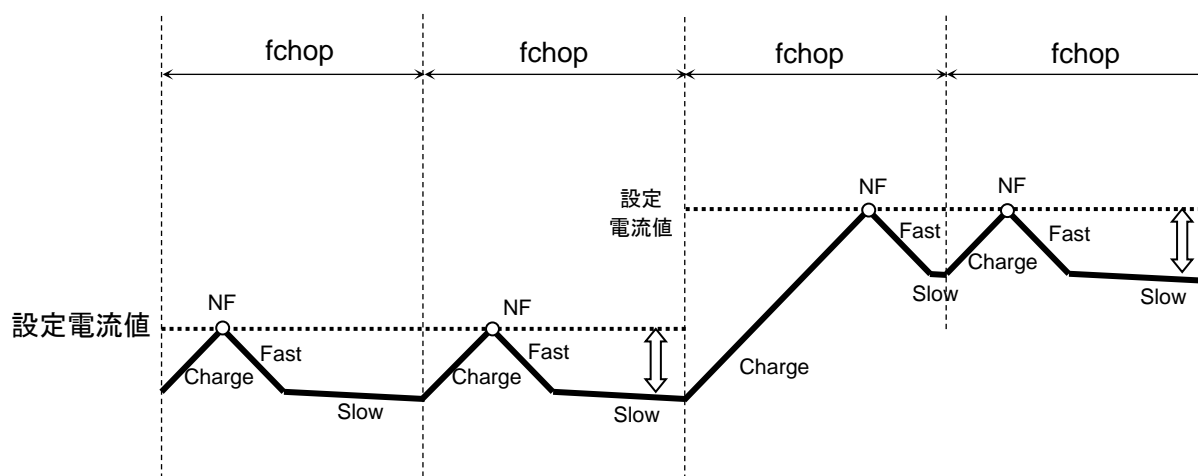 fchop
fchop
fchop
fchop
設定
電流値
NF
NF
Fast
Fast
Charge
Slow
Slow
設定電流値
NF
NF
Fast
Fast
Charge
Charge
Charge
Slow
Slow